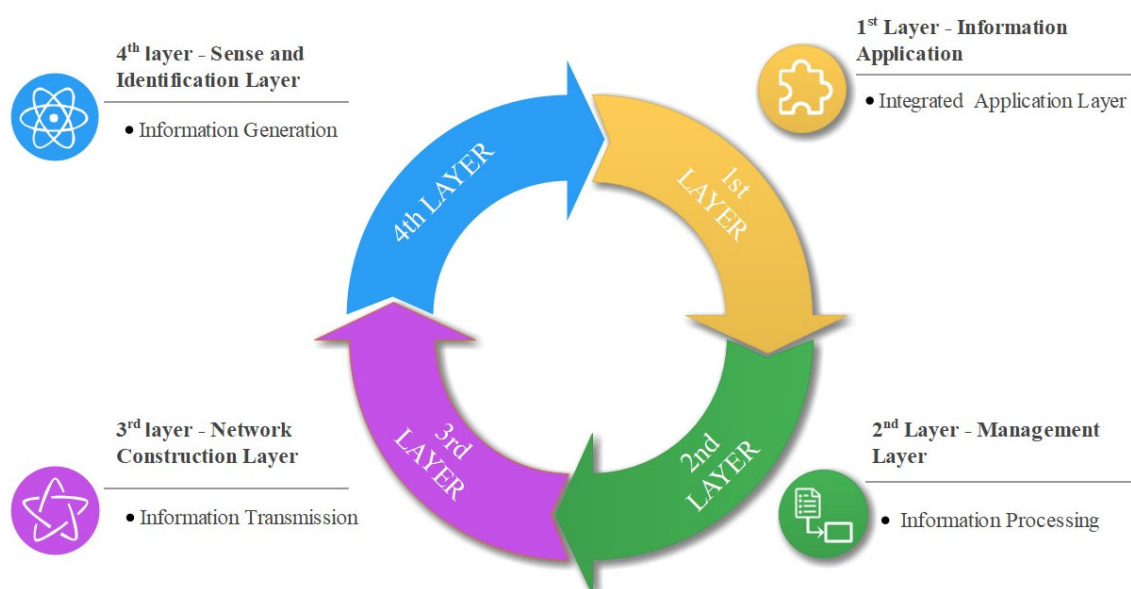 4th layer - Sense and
Identification Layer
• Information Generation
1st Layer - Information
Application
• Integrated Application Layer
4th LAYER
1st
LAYER
3rd
LAYER
2nd
LAYER
3rd layer - Network
Construction Layer
• Information Transmission
2nd Layer - Management
Layer
• Information Processing